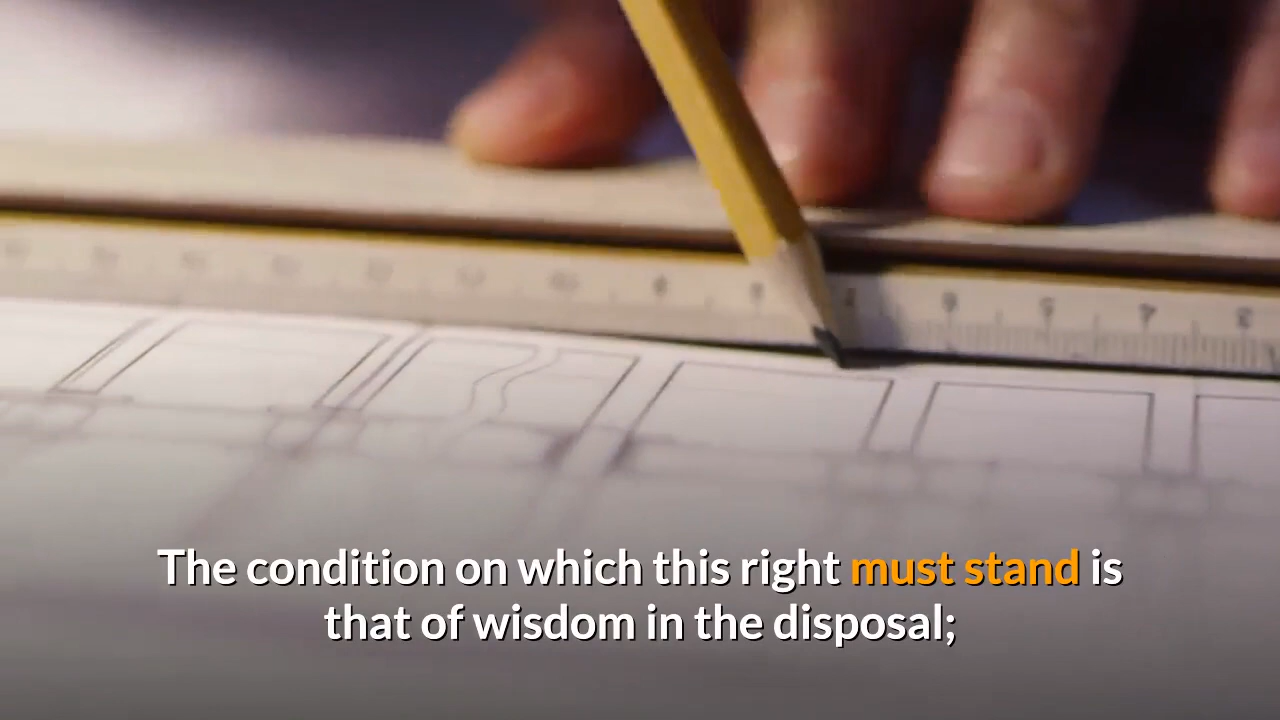 The condition on which this right must stand is
that of wisdom in the disposal;